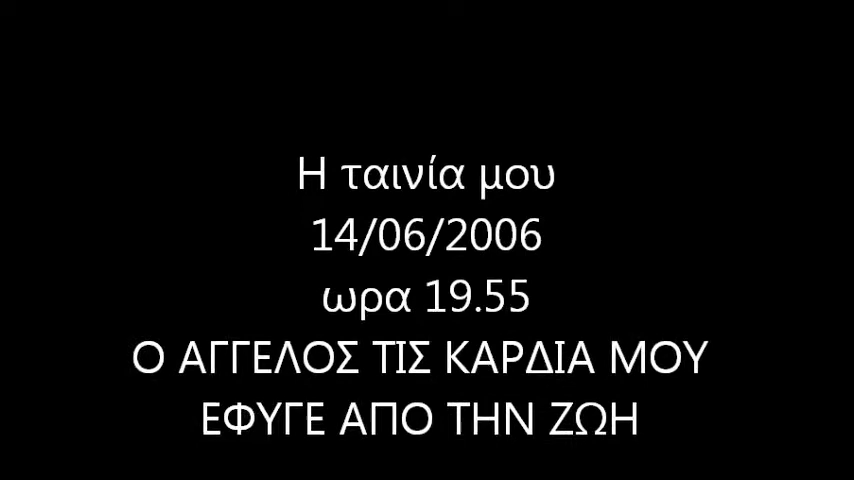 Η ταινία μου
14/06/2006
ωρα 19.55
Ο ΑΓΓΕΛΟΣ ΤΙΣ ΚΑΡΔΙΑ ΜΟΥ
ΕΦΥΓΕ ΑΠΟ ΤΗΝ ΖΩΗ